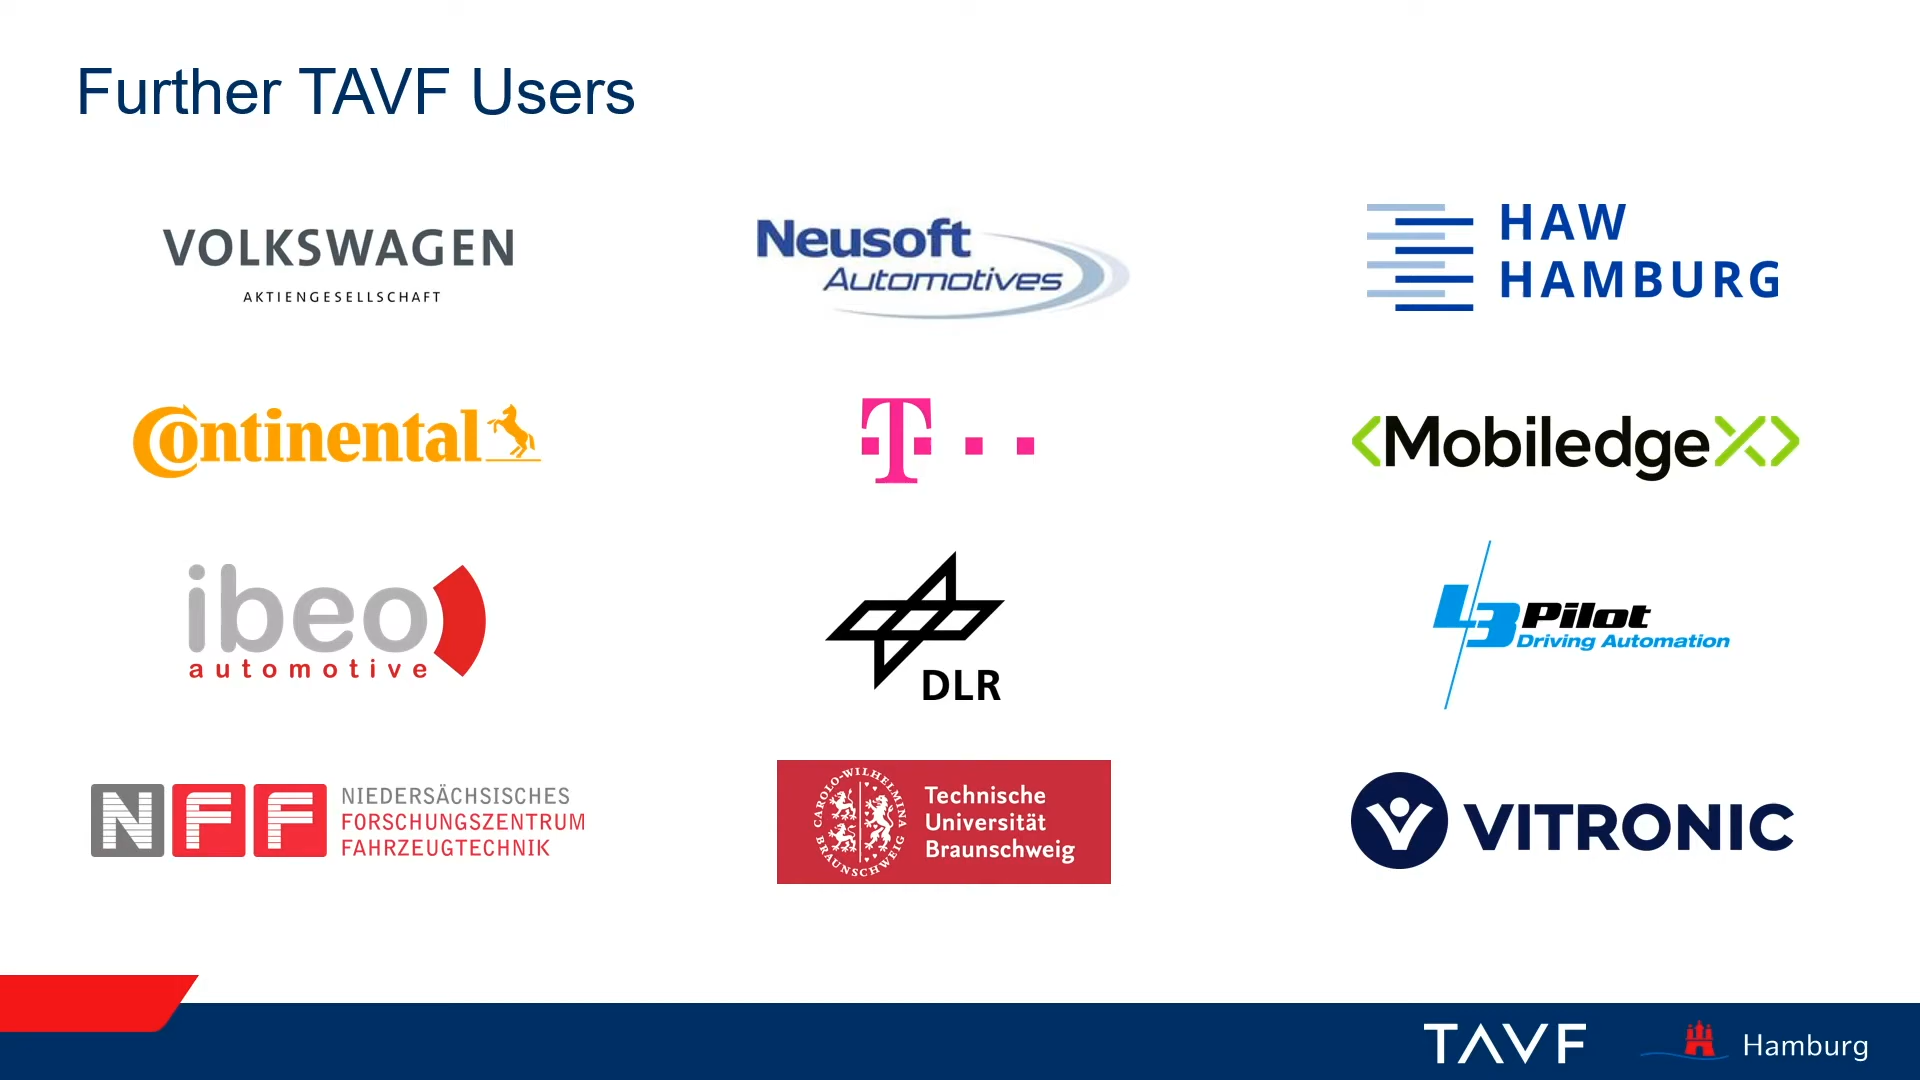 Further TAVF Users
VOLKSWAGEN
AKTIENGESELLSCHAFT
Neusoft
Automotives
HAW
HAMBURG
Continental
T
MobiledgeX
ibeo
automotive
DLR
L3Pilot
Driving Automation
NFF
NIEDERSÄCHSISCHES
FORSCHUNGSZENTRUM
FAHRZEUGTECHNIK
CAROLO-WILHELMINA
BRAUNSCHWEIG
Technische
Universität
Braunschweig
VITRONIC
TAVF
Hamburg